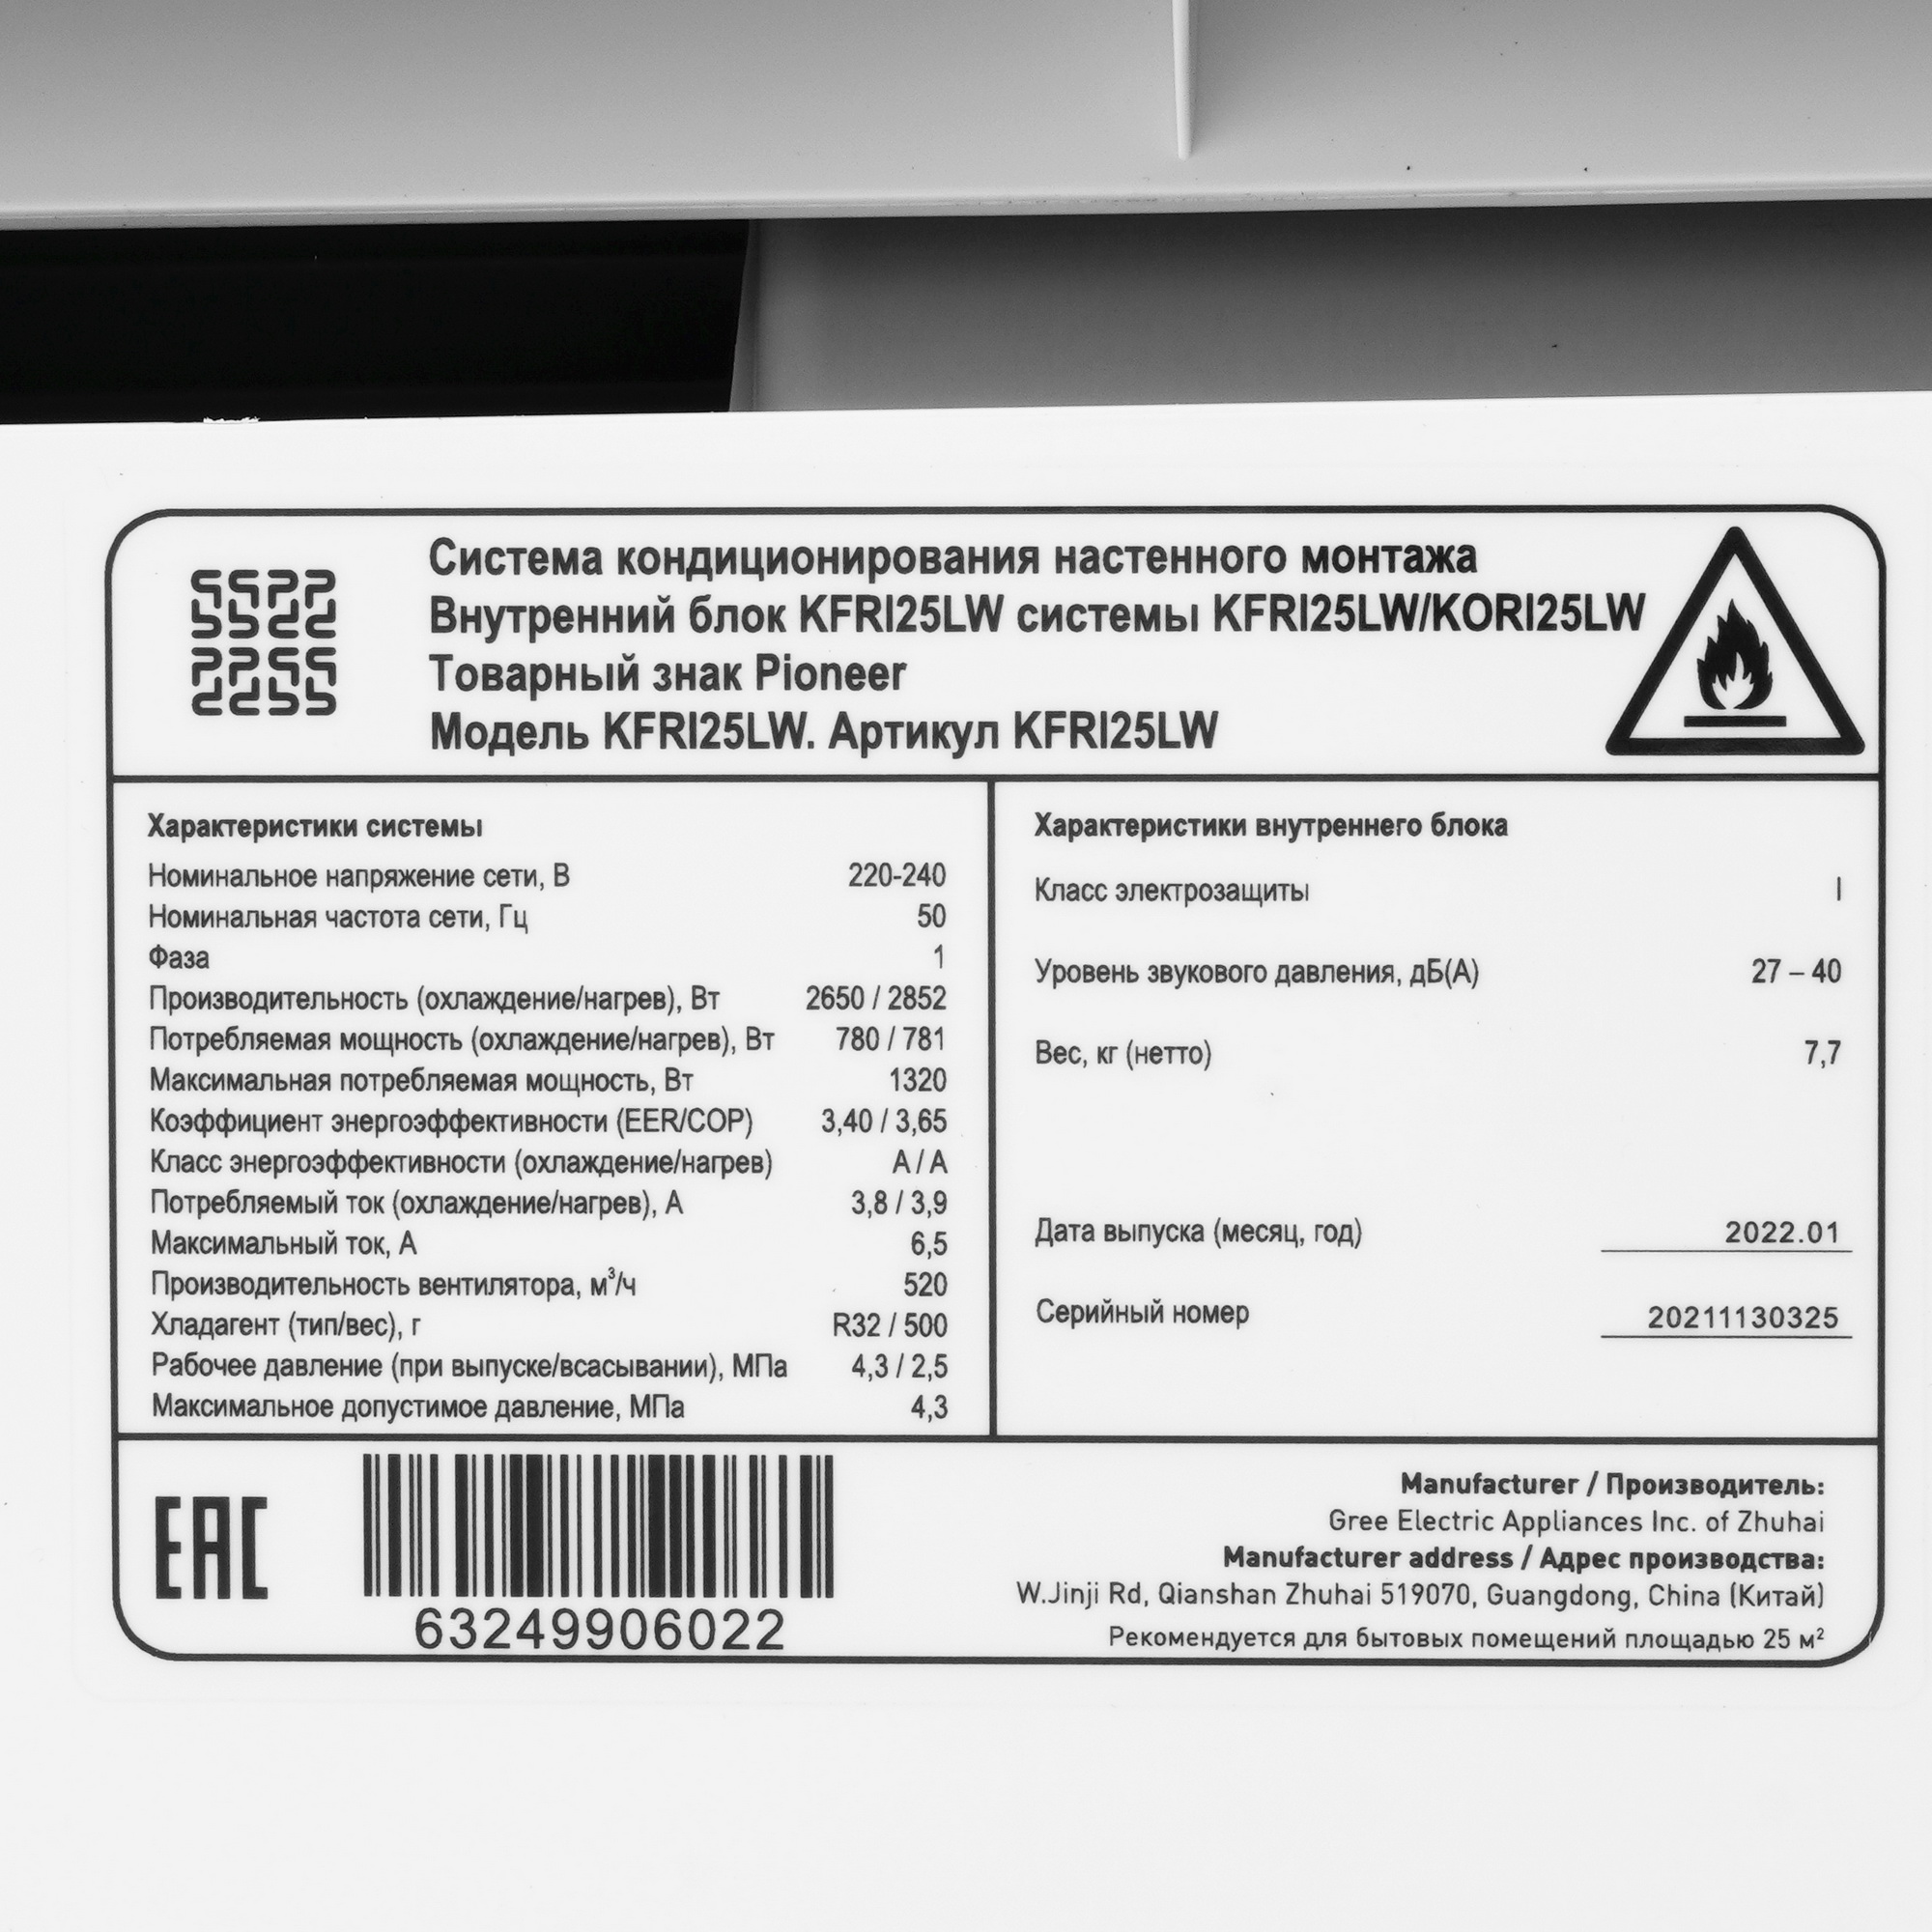 Система кондиционирования настенного монтажа
Внутренний блок KFRI25LW системы KFRI25LW/KORI25LW
Товарный знак Pioneer
Модель KFRI25LW. Артикул KFRI25LW
Характеристики системы
Номинальное напряжение сети, В 220-240
Номинальная частота сети, Гц 50
Фаза 1
Производительность (охлаждение/нагрев), Вт 2650 / 2852
Потребляемая мощность (охлаждение/нагрев), Вт 780 / 781
Максимальная потребляемая мощность, Вт 1320
Коэффициент энергоэффективности (EER/COP) 3,40 / 3,65
Класс энергоэффективности (охлаждение/нагрев) A / A
Потребляемый ток (охлаждение/нагрев), А 3,8 / 3,9
Максимальный ток, А 6,5
Производительность вентилятора, м³/ч 520
Хладагент (тип/вес), г R32 / 500
Рабочее давление (при выпуске/всасывании), МПа 4,3 / 2,5
Максимальное допустимое давление, МПа 4,3
Характеристики внутреннего блока
Класс электрозащиты I
Уровень звукового давления, дБ(А) 27 – 40
Вес, кг (нетто) 7,7
Дата выпуска (месяц, год) 2022.01
Серийный номер 20211130325
EAC
63249906022
Manufacturer / Производитель:
Gree Electric Appliances Inc. of Zhuhai
Manufacturer address / Адрес производства:
W.Jinji Rd, Qianshan Zhuhai 519070, Guangdong, China (Китай)
Рекомендуется для бытовых помещений площадью 25 м²